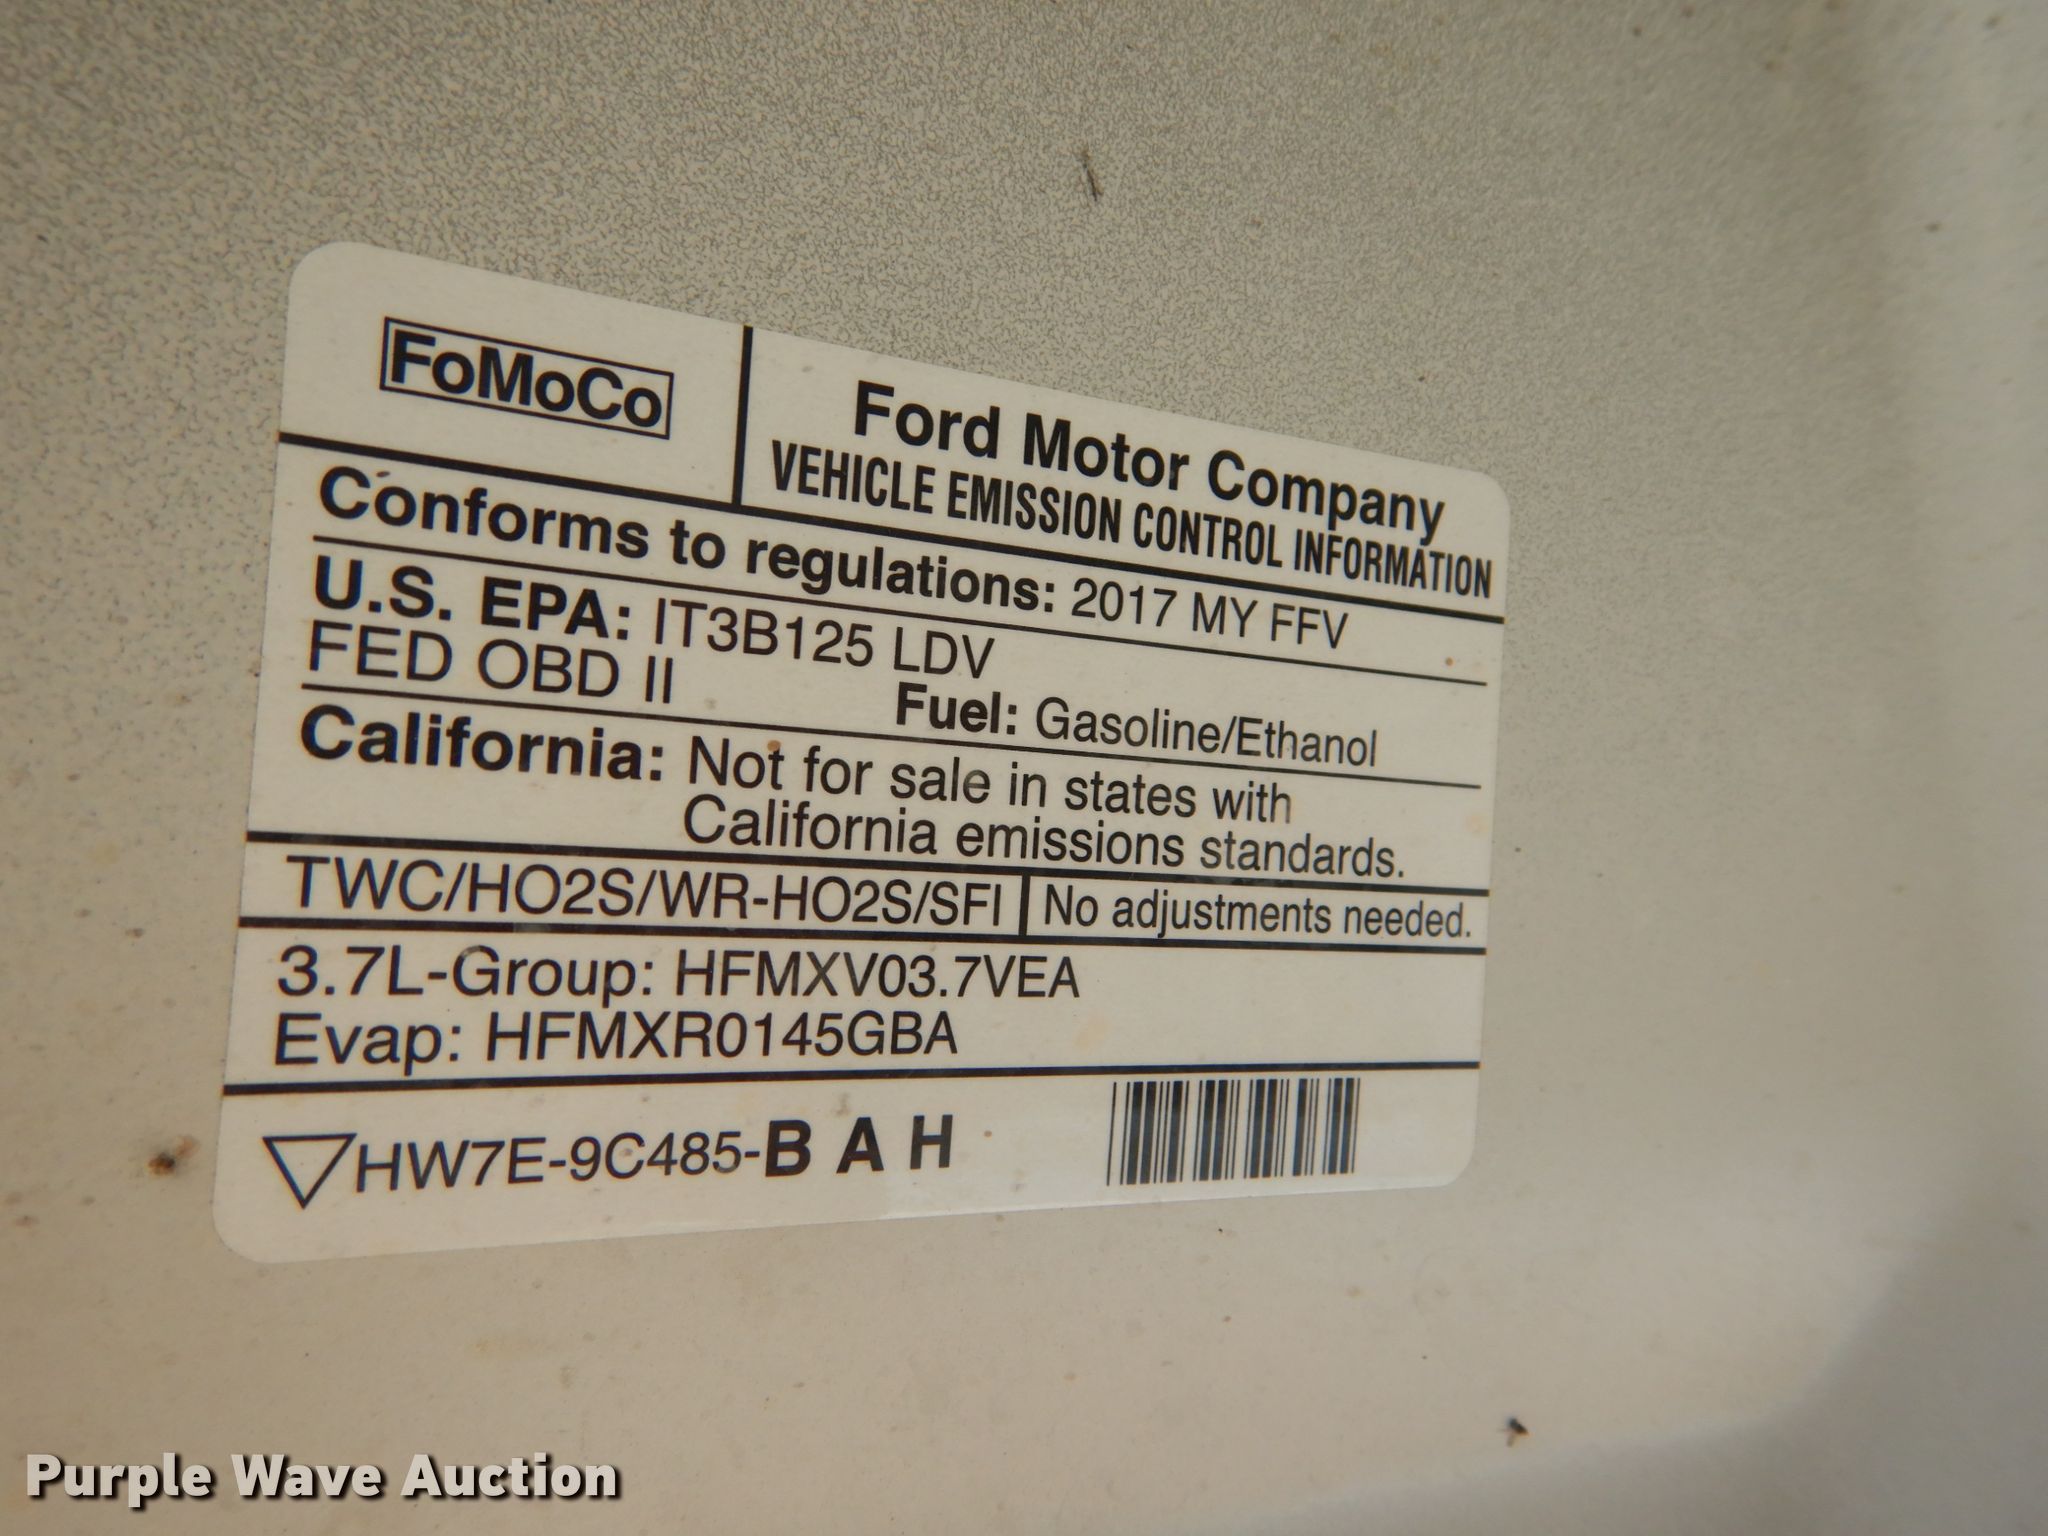 FoMoCo
Ford Motor Company
VEHICLE EMISSION CONTROL INFORMATION
Conforms to regulations: 2017 MY FFV
U.S. EPA: IT3B125 LDV
FED OBD II
Fuel: Gasoline/Ethanol
California: Not for sale in states with
California emissions standards.
TWC/HO2S/WR-HO2S/SFI
No adjustments needed.
3.7L-Group: HFMXV03.7VEA
Evap: HFMXR0145GBA
HW7E-9C485-B A H
Purple Wave Auction